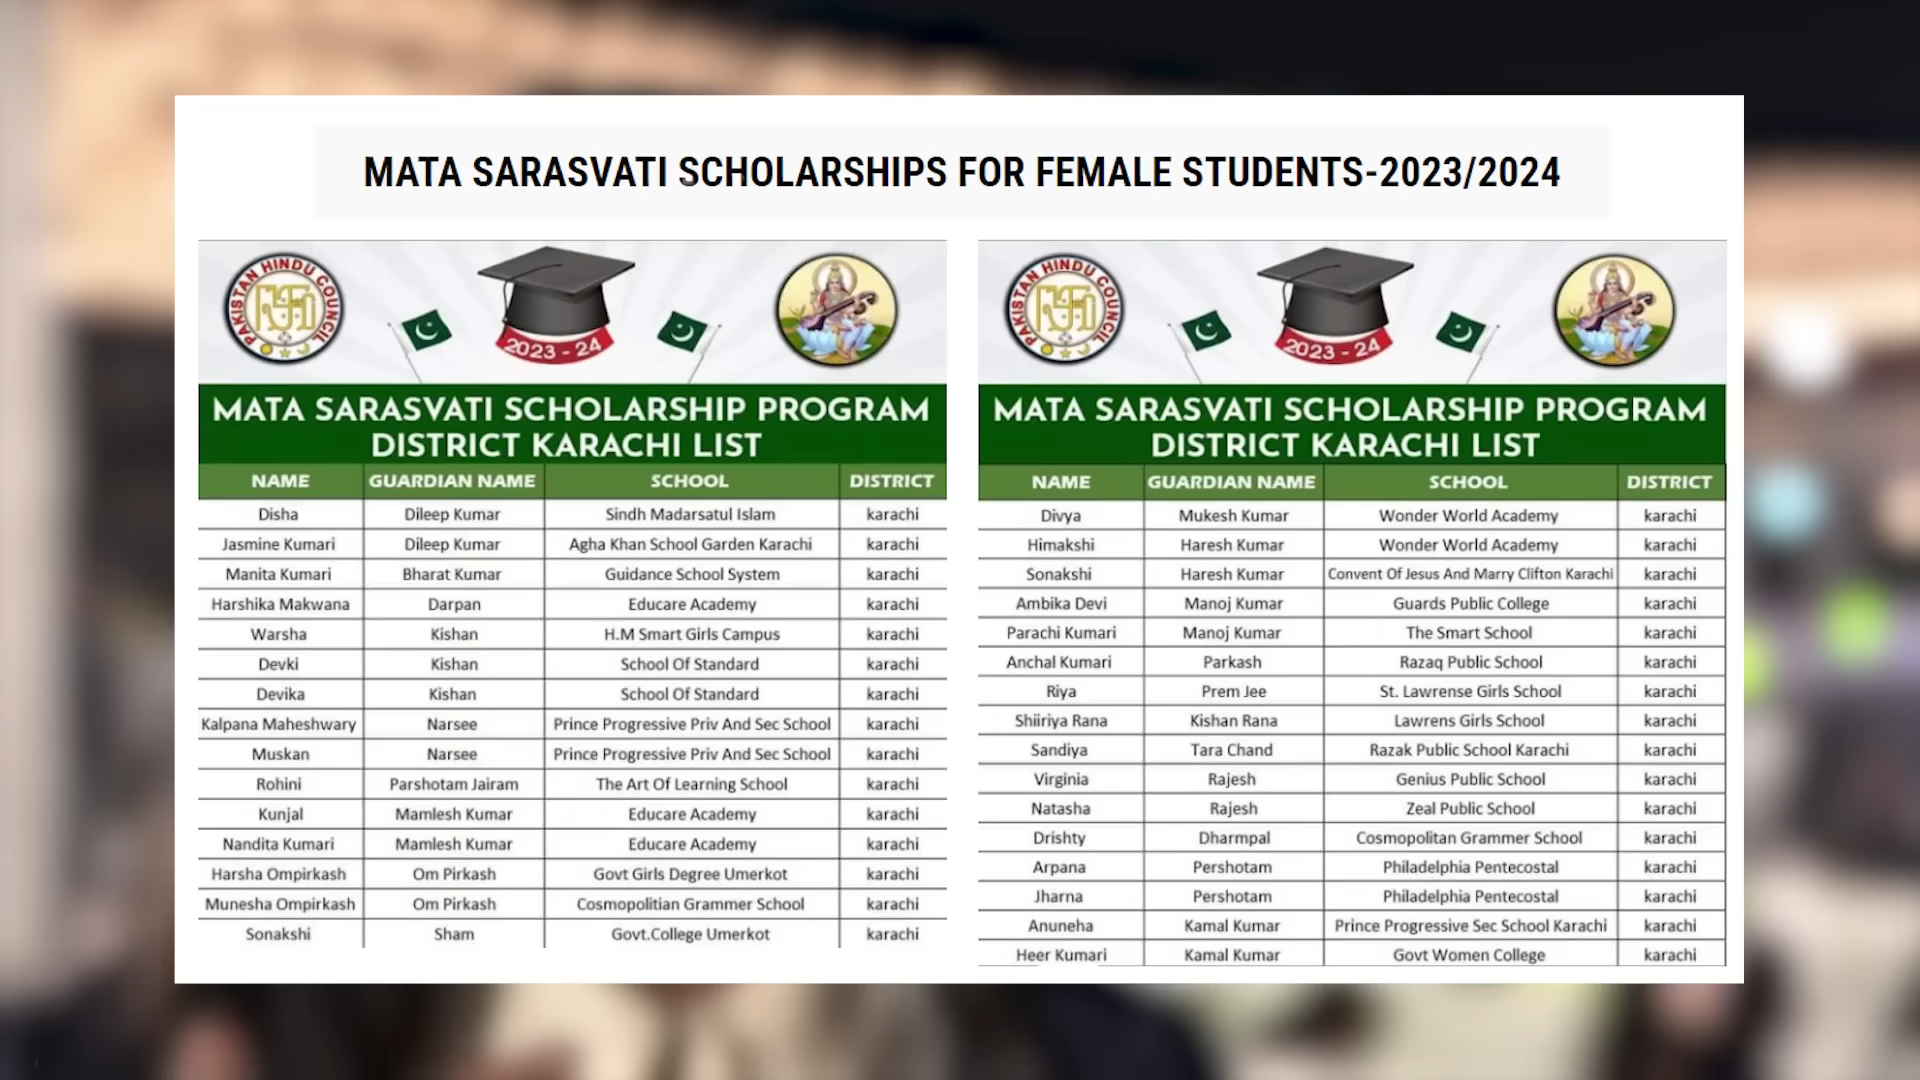 MATA SARASVATI SCHOLARSHIPS FOR FEMALE STUDENTS-2023/2024
PAKISTAN HINDU COUNCIL
2023 - 24
MATA SARASVATI SCHOLARSHIP PROGRAM
DISTRICT KARACHI LIST
NAME GUARDIAN NAME SCHOOL DISTRICT
Disha Dileep Kumar Sindh Madarsatul Islam karachi
Jasmine Kumari Dileep Kumar Agha Khan School Garden Karachi karachi
Manita Kumari Bharat Kumar Guidance School System karachi
Harshika Makwana Darpan Educare Academy karachi
Warsha Kishan H.M Smart Girls Campus karachi
Devki Kishan School Of Standard karachi
Devika Kishan School Of Standard karachi
Kalpana Maheshwary Narsee Prince Progressive Priv And Sec School karachi
Muskan Narsee Prince Progressive Priv And Sec School karachi
Rohini Parshotam Jairam The Art Of Learning School karachi
Kunjal Mamlesh Kumar Educare Academy karachi
Nandita Kumari Mamlesh Kumar Educare Academy karachi
Harsha Ompirkash Om Pirkash Govt Girls Degree Umerkot karachi
Munesha Ompirkash Om Pirkash Cosmopolitian Grammer School karachi
Sonakshi Sham Govt.College Umerkot karachi
PAKISTAN HINDU COUNCIL
2023 - 24
MATA SARASVATI SCHOLARSHIP PROGRAM
DISTRICT KARACHI LIST
NAME GUARDIAN NAME SCHOOL DISTRICT
Divya Mukesh Kumar Wonder World Academy karachi
Himakshi Haresh Kumar Wonder World Academy karachi
Sonakshi Haresh Kumar Convent Of Jesus And Marry Clifton Karachi karachi
Ambika Devi Manoj Kumar Guards Public College karachi
Parachi Kumari Manoj Kumar The Smart School karachi
Anchal Kumari Parkash Razaq Public School karachi
Riya Prem Jee St. Lawrense Girls School karachi
Shiiriya Rana Kishan Rana Lawrens Girls School karachi
Sandiya Tara Chand Razak Public School Karachi karachi
Virginia Rajesh Genius Public School karachi
Natasha Rajesh Zeal Public School karachi
Drishty Dharmpal Cosmopolitan Grammer School karachi
Arpana Pershotam Philadelphia Pentecostal karachi
Jharna Pershotam Philadelphia Pentecostal karachi
Anuneha Kamal Kumar Prince Progressive Sec School Karachi karachi
Heer Kumari Kamal Kumar Govt Women College karachi